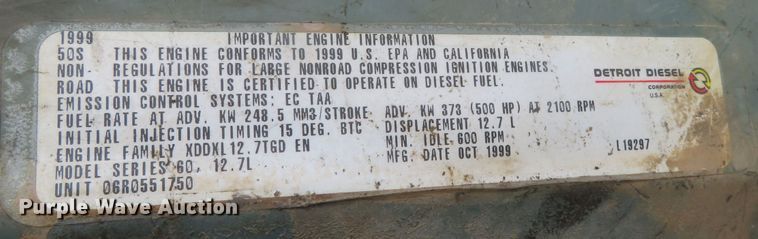 1999 IMPORTANT ENGINE INFORMATION
50S THIS ENGINE CONFORMS TO 1999 U.S. EPA AND CALIFORNIA
NON- REGULATIONS FOR LARGE NONROAD COMPRESSION IGNITION ENGINES.
ROAD THIS ENGINE IS CERTIFIED TO OPERATE ON DIESEL FUEL.
EMISSION CONTROL SYSTEMS: EC TAA
FUEL RATE AT ADV. KW 248.5 MM3/STROKE ADV. KW 373 (500 HP) AT 2100 RPM
INITIAL INJECTION TIMING 15 DEG. BTC DISPLACEMENT 12.7 L
ENGINE FAMILY XDDXL12.7TGD EN MIN. IDLE 600 RPM
MODEL SERIES 60, 12.7L MFG. DATE OCT 1999
UNIT 06R0551750
L19297
DETROIT DIESEL
CORPORATION
U.S.A.
Purple Wave Auction